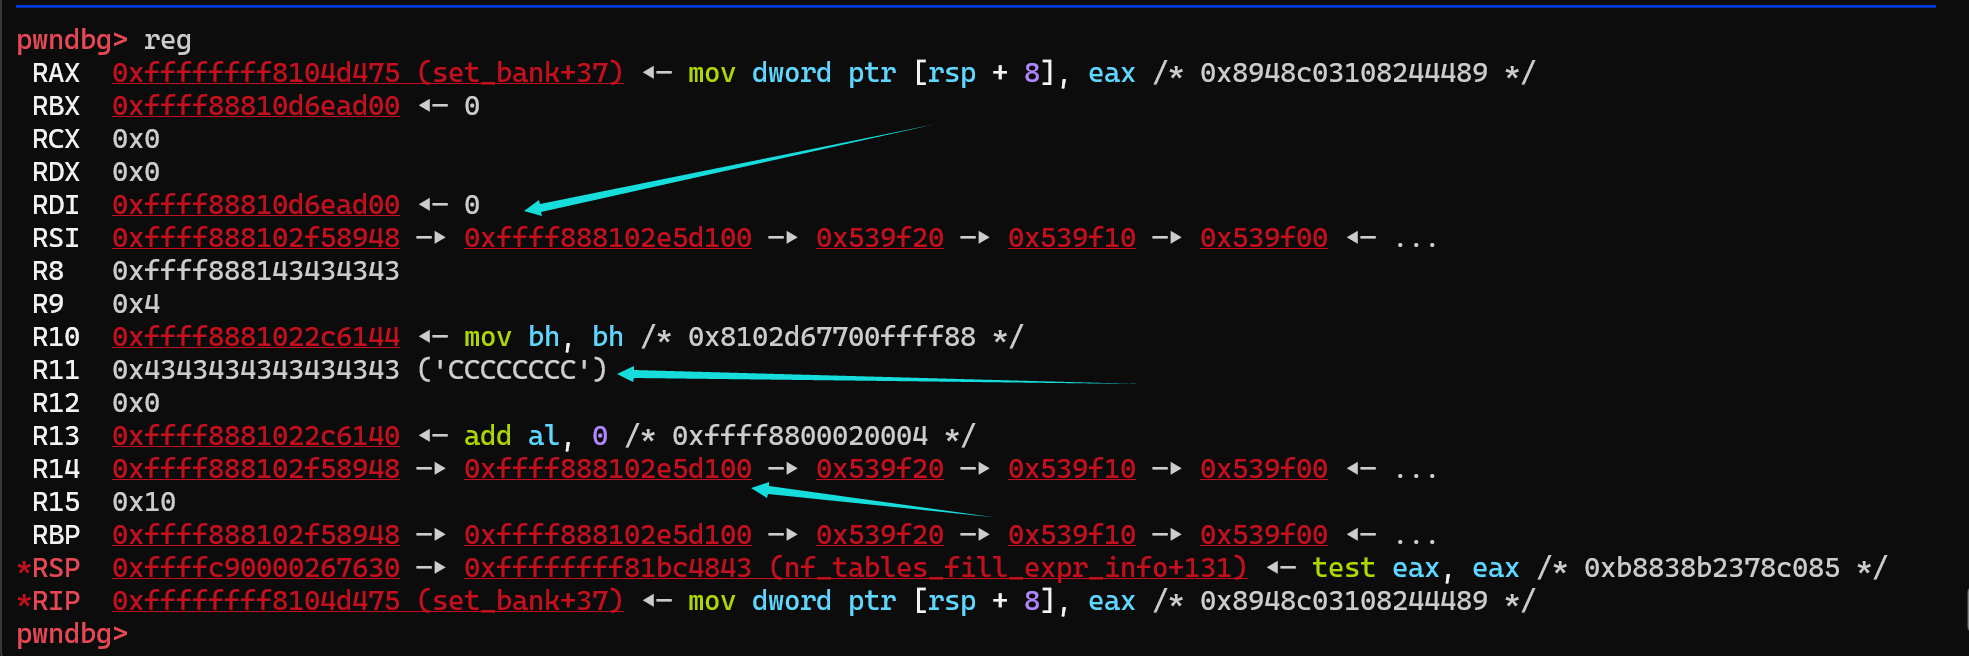 pwndbg> reg
RAX 0xffffffff8104d475 (set_bank+37) ◂— mov dword ptr [rsp + 8], eax /* 0x8948c03108244489 */
RBX 0xffff88810d6ead00 ◂— 0
RCX 0x0
RDX 0x0
RDI 0xffff88810d6ead00 ◂— 0
RSI 0xffff888102f58948 —▸ 0xffff888102e5d100 —▸ 0x539f20 —▸ 0x539f10 —▸ 0x539f00 ◂— ...
R8 0xffff888143434343
R9 0x4
R10 0xffff8881022c6144 ◂— mov bh, bh /* 0x8102d67700ffff88 */
R11 0x4343434343434343 ('CCCCCCCC')
R12 0x0
R13 0xffff8881022c6140 ◂— add al, 0 /* 0xffff8800020004 */
R14 0xffff888102f58948 —▸ 0xffff888102e5d100 —▸ 0x539f20 —▸ 0x539f10 —▸ 0x539f00 ◂— ...
R15 0x10
RBP 0xffff888102f58948 —▸ 0xffff888102e5d100 —▸ 0x539f20 —▸ 0x539f10 —▸ 0x539f00 ◂— ...
*RSP 0xffffc90000267630 —▸ 0xffffffff81bc4843 (nf_tables_fill_expr_info+131) ◂— test eax, eax /* 0xb8838b2378c085 */
*RIP 0xffffffff8104d475 (set_bank+37) ◂— mov dword ptr [rsp + 8], eax /* 0x8948c03108244489 */
pwndbg>